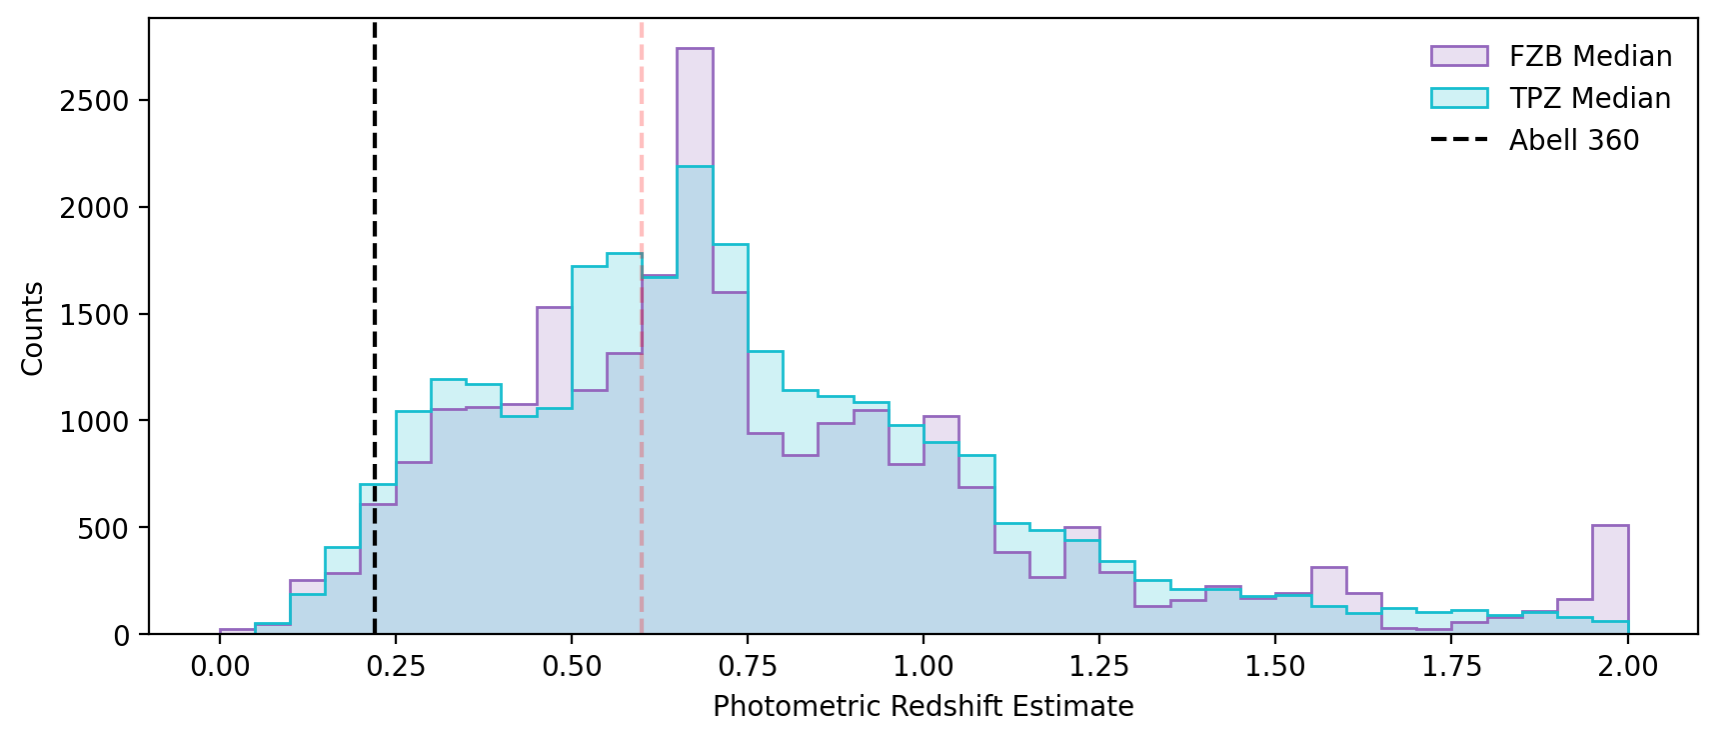 FZB Median
TPZ Median
Abell 360
Counts
2500
2000
1500
1000
500
0
0.00 0.25 0.50 0.75 1.00 1.25 1.50 1.75 2.00
Photometric Redshift Estimate